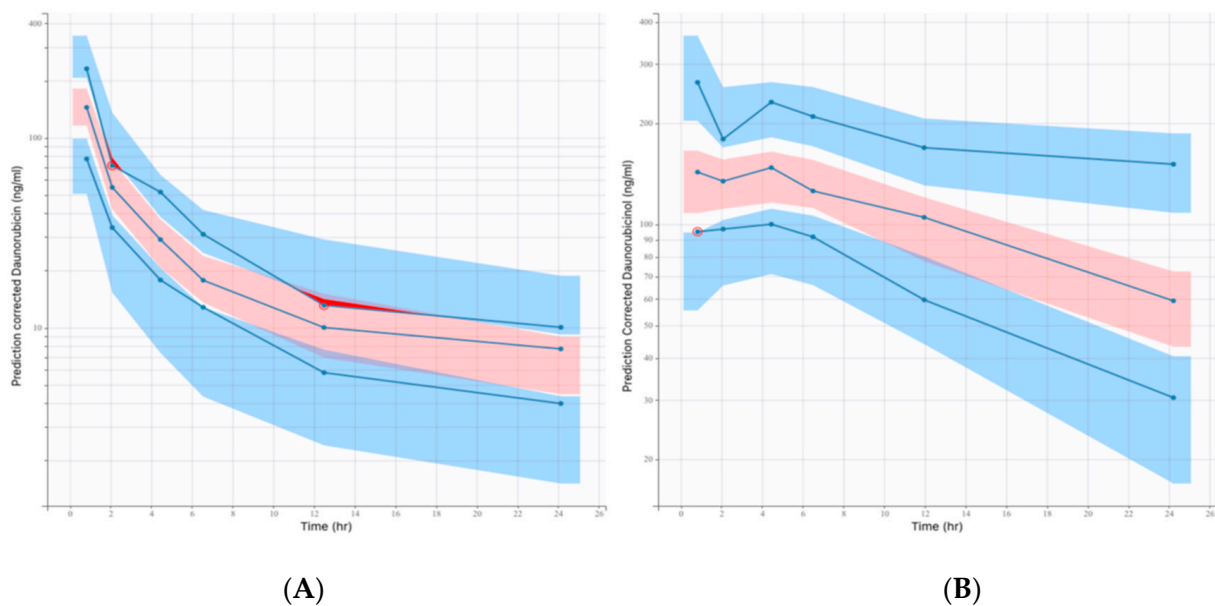 400
100
10
Prediction corrected Daunorubicin (ng/ml)
0 2 4 6 8 10 12 14 16 18 20 22 24 26
Time (hr)
(A)
400
300
200
100
90
80
70
60
50
40
30
20
Prediction Corrected Daunorubicinol (ng/ml)
0 2 4 6 8 10 12 14 16 18 20 22 24 26
Time (hr)
(B)